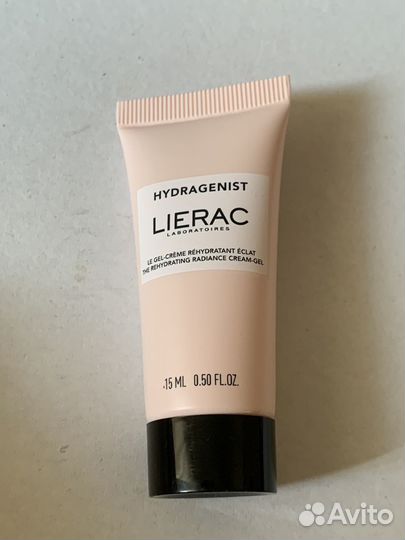 HYDRAGENIST
LIERAC
LABORATOIRES
LE GEL-CRÈME RÉHYDRATANT ÉCLAT
THE REHYDRATING RADIANCE CREAM-GEL
15 ML 0.50 FL.OZ.
Avito